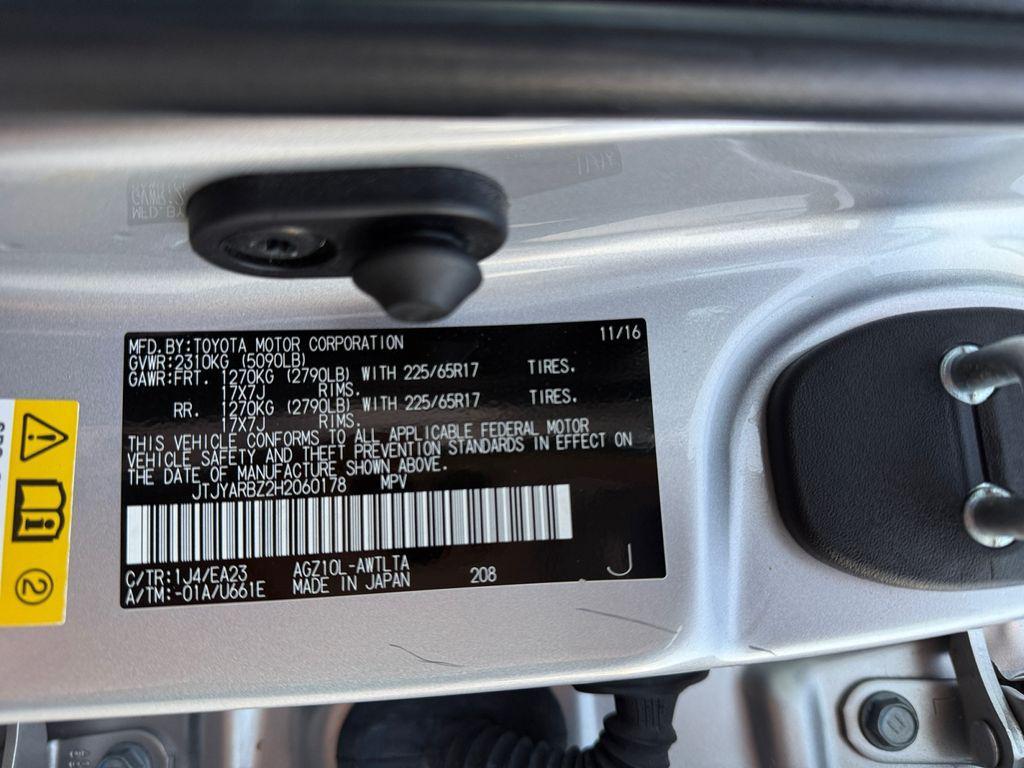 MFD.BY:TOYOTA MOTOR CORPORATION 11/16
GVWR:2310KG (5090LB)
GAWR:FRT. 1270KG (2790LB) WITH 225/65R17 TIRES.
17X7J RIMS.
RR. 1270KG (2790LB) WITH 225/65R17 TIRES.
17X7J RIMS.
THIS VEHICLE CONFORMS TO ALL APPLICABLE FEDERAL MOTOR
VEHICLE SAFETY AND THEFT PREVENTION STANDARDS IN EFFECT ON
THE DATE OF MANUFACTURE SHOWN ABOVE.
JTJYARBZ2H2060178 MPV
C/TR:1J4/EA23 AGZ10L-AWTLTA
A/TM:-01A/U661E MADE IN JAPAN 208 J
2